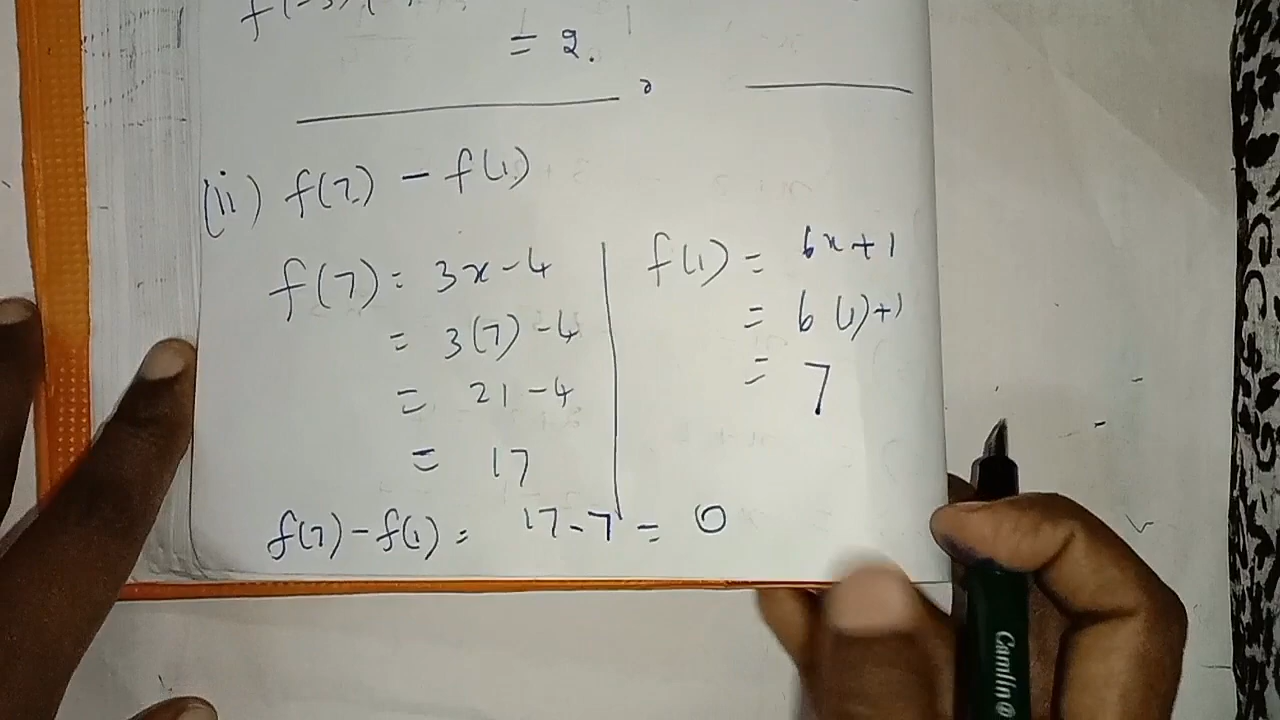 = 2.
(ii) f(7) - f(1)
f(7) = 3x - 4
= 3(7) - 4
= 21 - 4
= 17
f(1) = 6x + 1
= 6(1) + 1
= 7
f(7) - f(1) = 17 - 7 = 0
Camlin